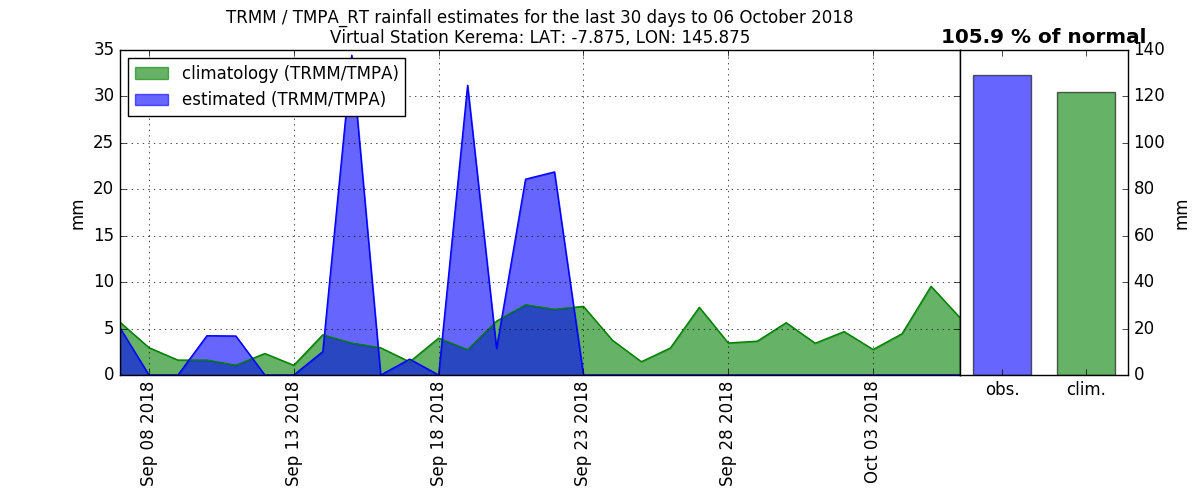 TRMM / TMPA_RT rainfall estimates for the last 30 days to 06 October 2018
Virtual Station Kerema: LAT: -7.875, LON: 145.875
105.9 % of normal
climatology (TRMM/TMPA)
estimated (TRMM/TMPA)
35
30
25
20
15
10
5
0
mm
Sep 08 2018
Sep 13 2018
Sep 18 2018
Sep 23 2018
Sep 28 2018
Oct 03 2018
obs.
clim.
140
120
100
80
60
40
20
0
mm